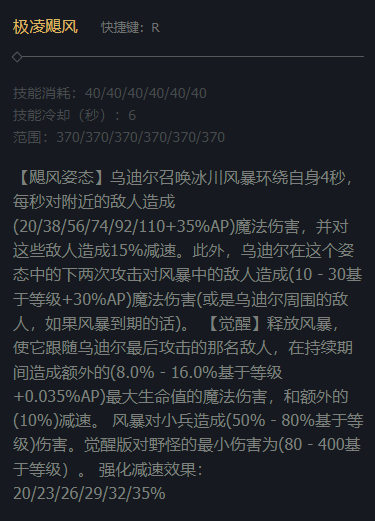 极凌飓风 快捷键：R
技能消耗：40/40/40/40/40/40
技能冷却（秒）：6
范围：370/370/370/370/370/370
【飓风姿态】乌迪尔召唤冰川风暴环绕自身4秒，
每秒对附近的敌人造成
(20/38/56/74/92/110+35%AP)魔法伤害，并对
这些敌人造成15%减速。此外，乌迪尔在这个姿
态中的下两次攻击对风暴中的敌人造成(10 - 30基
于等级+30%AP)魔法伤害(或是乌迪尔周围的敌
人，如果风暴到期的话)。 【觉醒】释放风暴，
使它跟随乌迪尔最后攻击的那名敌人，在持续期
间造成额外的(8.0% - 16.0%基于等级
+0.035%AP)最大生命值的魔法伤害，和额外的
(10%)减速。 风暴对小兵造成(50% - 80%基于等
级)伤害。觉醒版对野怪的最小伤害为(80 - 400基
于等级）。 强化减速效果：
20/23/26/29/32/35%